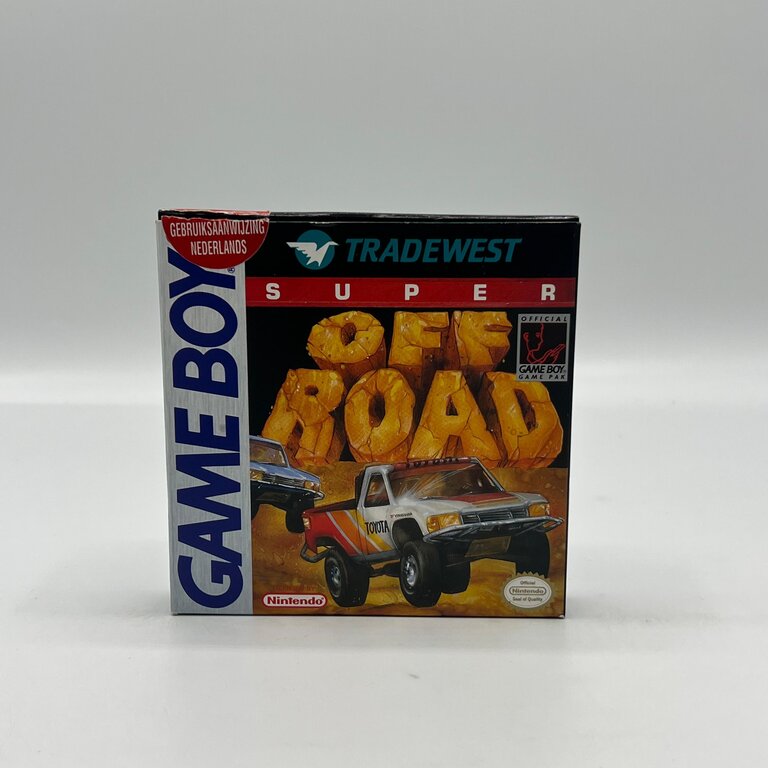 GEBRUIKSAANWIJZING
NEDERLANDS
GAME BOY
TRADEWEST
SUPER
OFF
ROAD
OFFICIAL
GAME BOY
GAME PAK
TOYOTA
Nintendo
Official
Nintendo
Seal of Quality